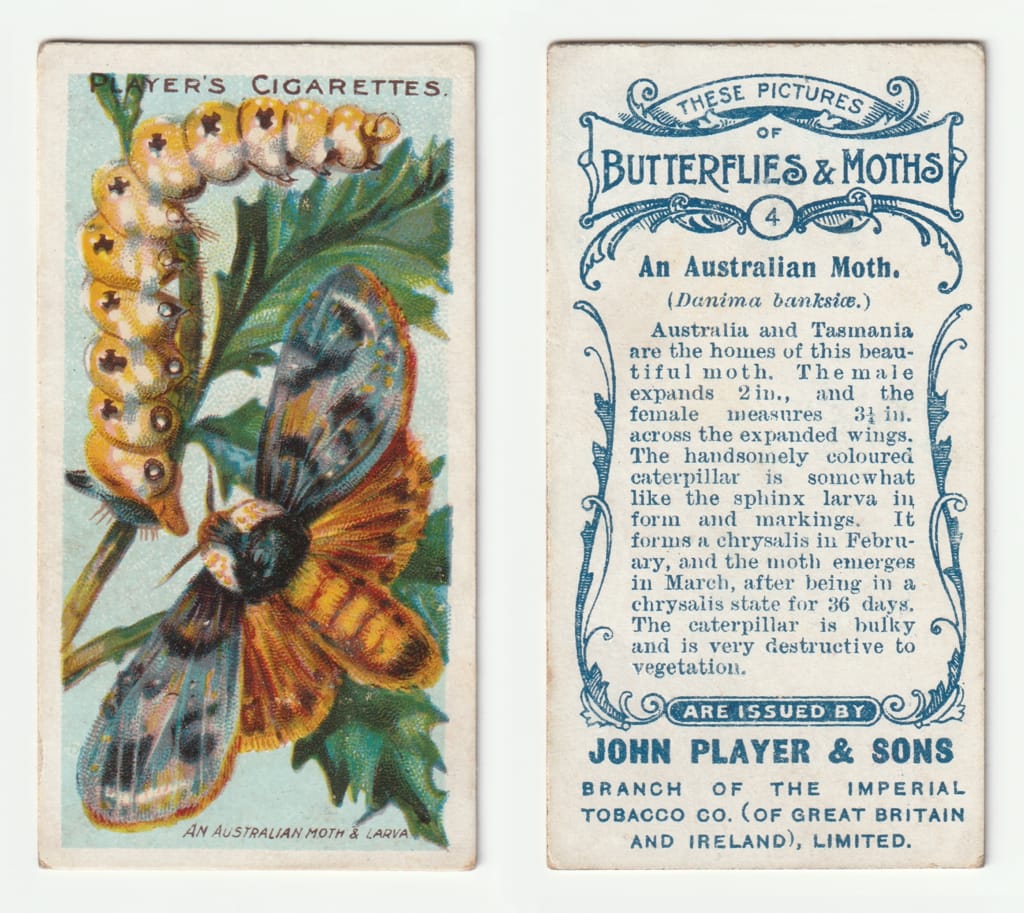 PLAYER'S CIGARETTES.
AN AUSTRALIAN MOTH & LARVA
THESE PICTURES
OF
BUTTERFLIES & MOTHS
4
An Australian Moth.
(Danima banksiæ.)
Australia and Tasmania
are the homes of this beau-
tiful moth. The male
expands 2 in., and the
female measures 3¼ in.
across the expanded wings.
The handsomely coloured
caterpillar is somewhat
like the sphinx larva in
form and markings. It
forms a chrysalis in Febru-
ary, and the moth emerges
in March, after being in a
chrysalis state for 36 days.
The caterpillar is bulky
and is very destructive to
vegetation.
ARE ISSUED BY
JOHN PLAYER & SONS
BRANCH OF THE IMPERIAL
TOBACCO CO. (OF GREAT BRITAIN
AND IRELAND), LIMITED.